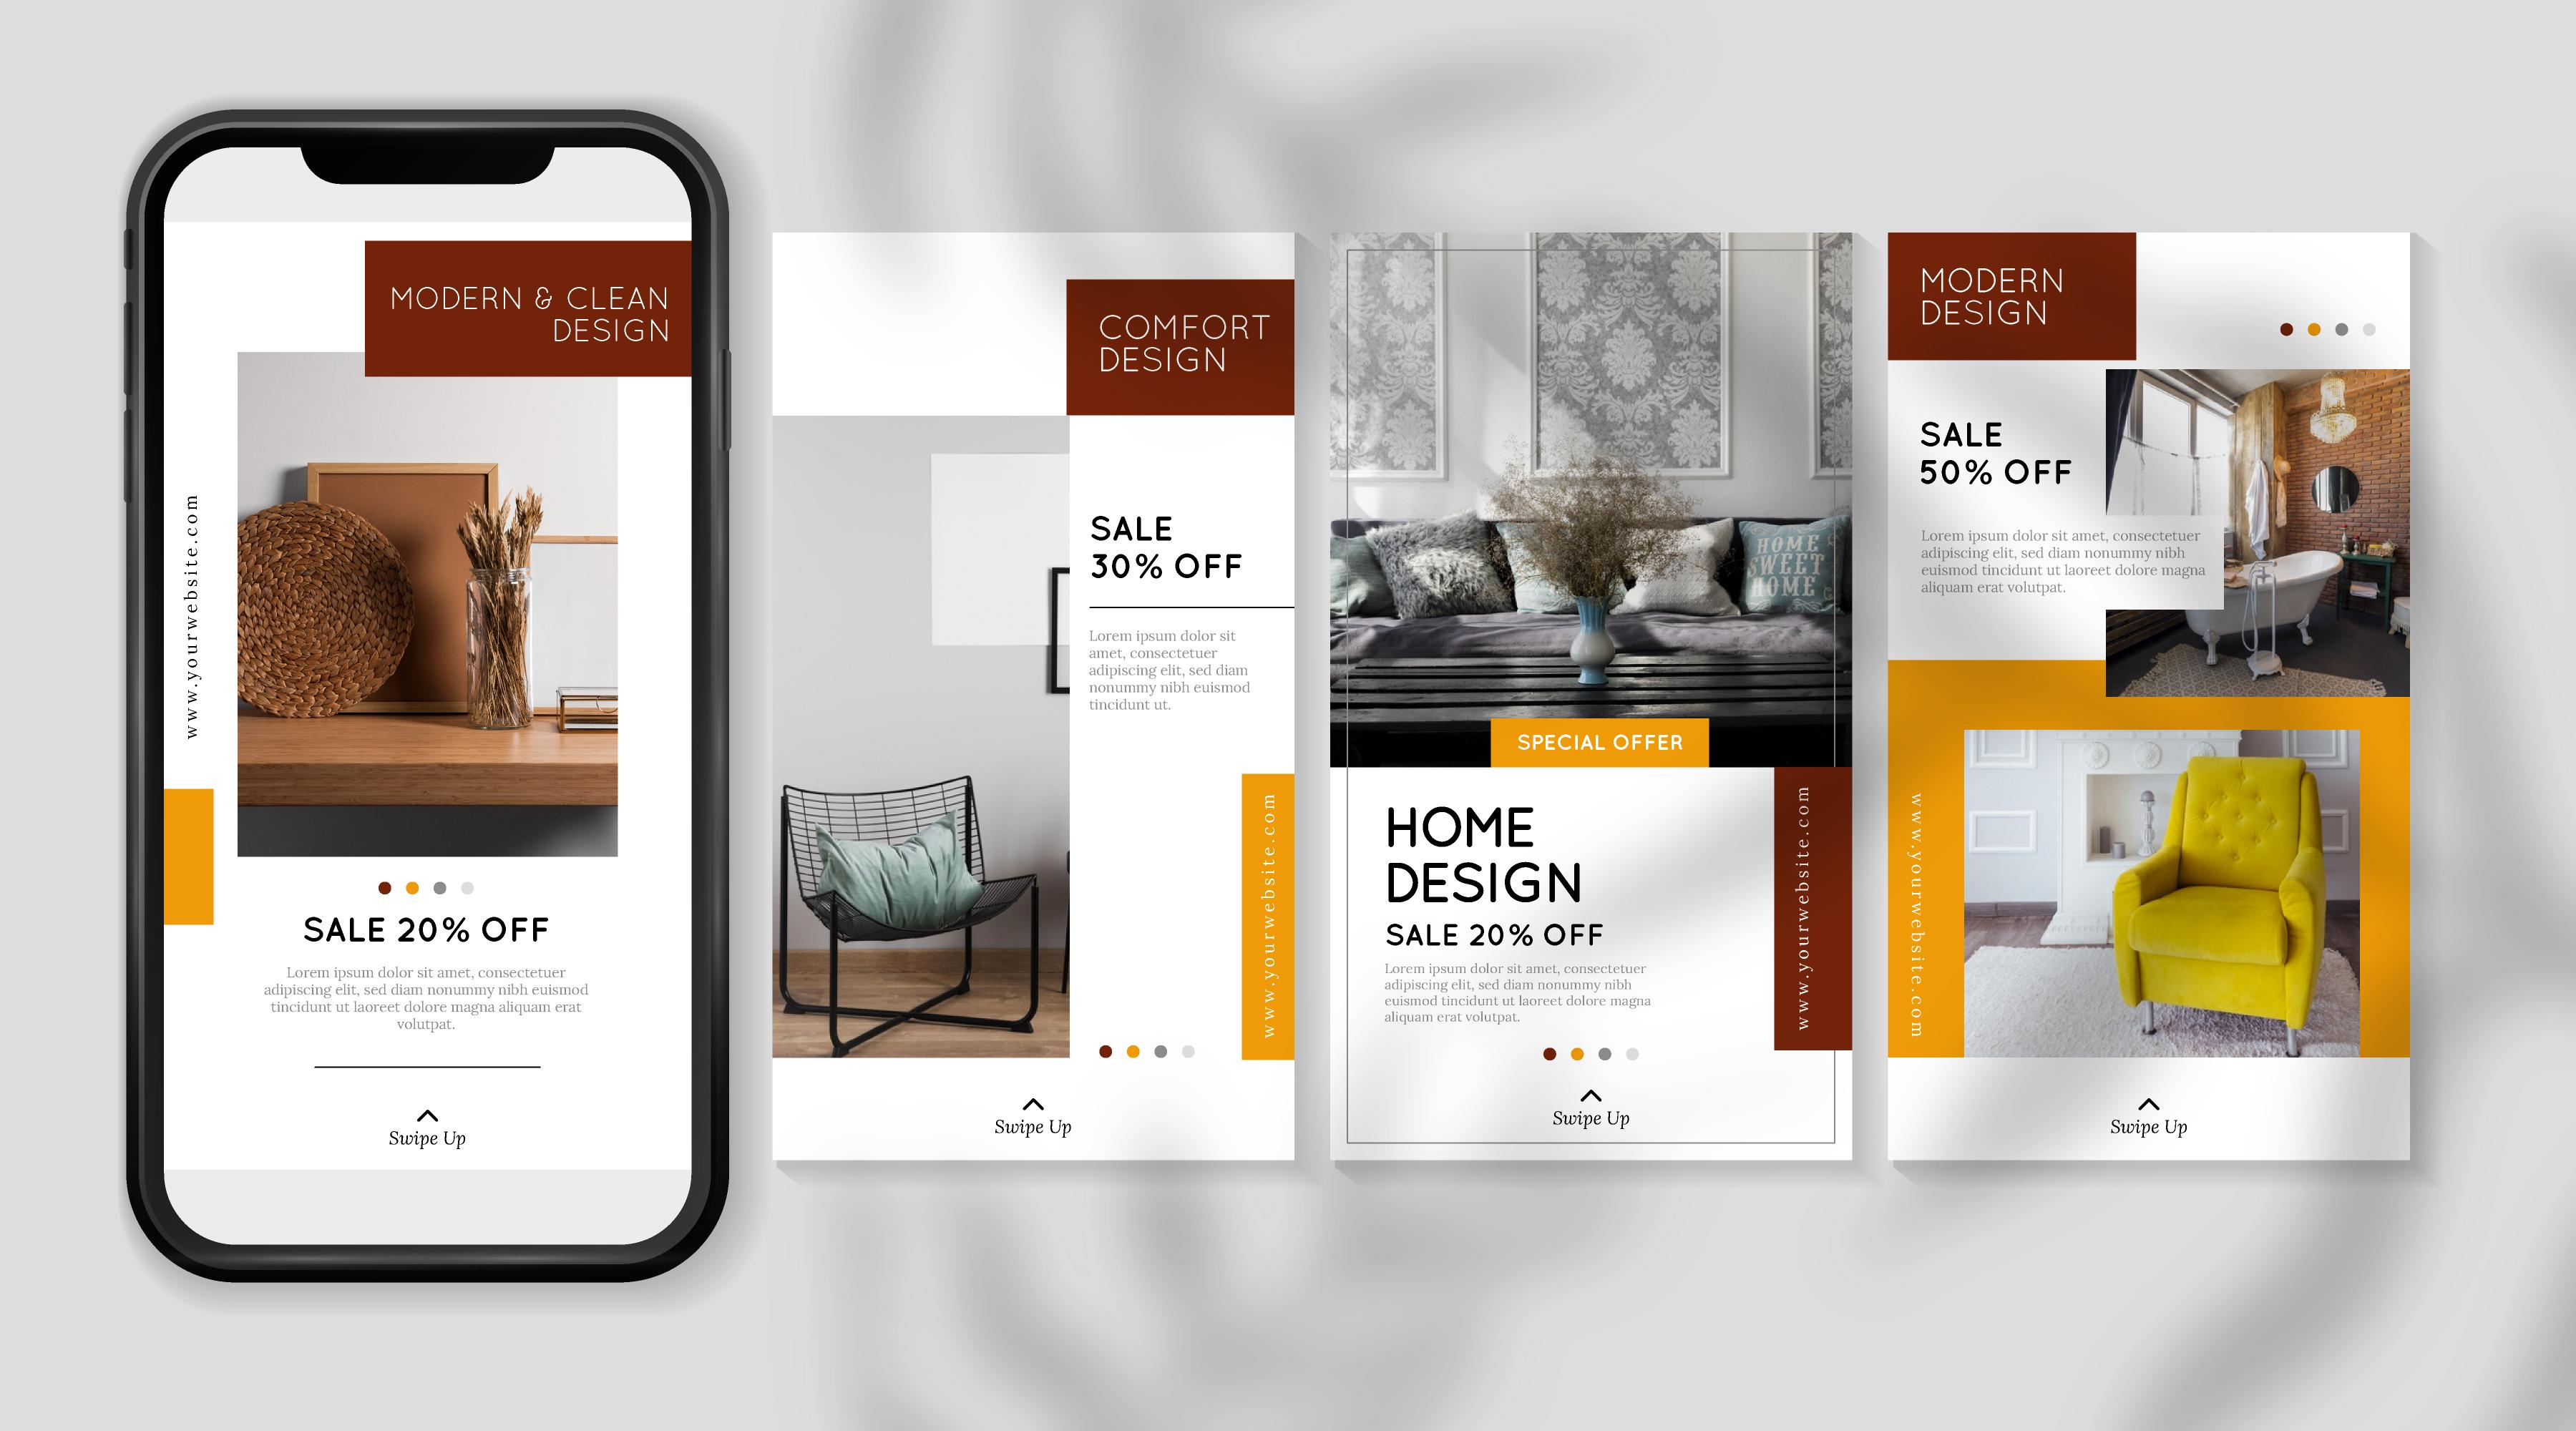 MODERN & CLEAN
DESIGN
www.yourwebsite.com
SALE 20% OFF
Lorem ipsum dolor sit amet, consectetuer
adipiscing elit, sed diam nonummy nibh euismod
tincidunt ut laoreet dolore magna aliquam erat
volutpat.
Swipe Up
COMFORT
DESIGN
SALE
30% OFF
Lorem ipsum dolor sit
amet, consectetuer
adipiscing elit, sed diam
nonummy nibh euismod
tincidunt ut.
www.yourwebsite.com
Swipe Up
HOME
SWEET
HOME
SPECIAL OFFER
HOME
DESIGN
SALE 20% OFF
Lorem ipsum dolor sit amet, consectetuer
adipiscing elit, sed diam nonummy nibh
euismod tincidunt ut laoreet dolore magna
aliquam erat volutpat.
www.yourwebsite.com
Swipe Up
MODERN
DESIGN
SALE
50% OFF
Lorem ipsum dolor sit amet, consectetuer
adipiscing elit, sed diam nonummy nibh
euismod tincidunt ut laoreet dolore magna
aliquam erat volutpat.
www.yourwebsite.com
Swipe Up